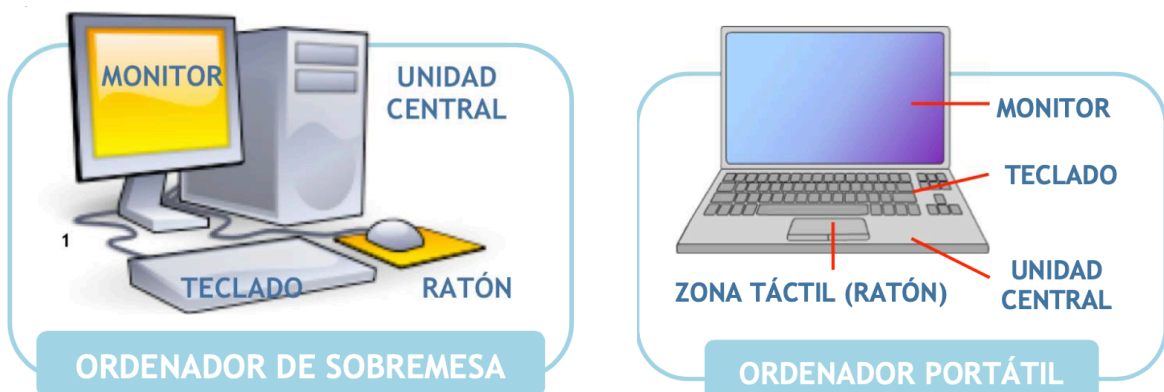 MONITOR
UNIDAD
CENTRAL
1
TECLADO
RATÓN
ORDENADOR DE SOBREMESA
MONITOR
TECLADO
ZONA TÁCTIL (RATÓN)
UNIDAD
CENTRAL
ORDENADOR PORTÁTIL